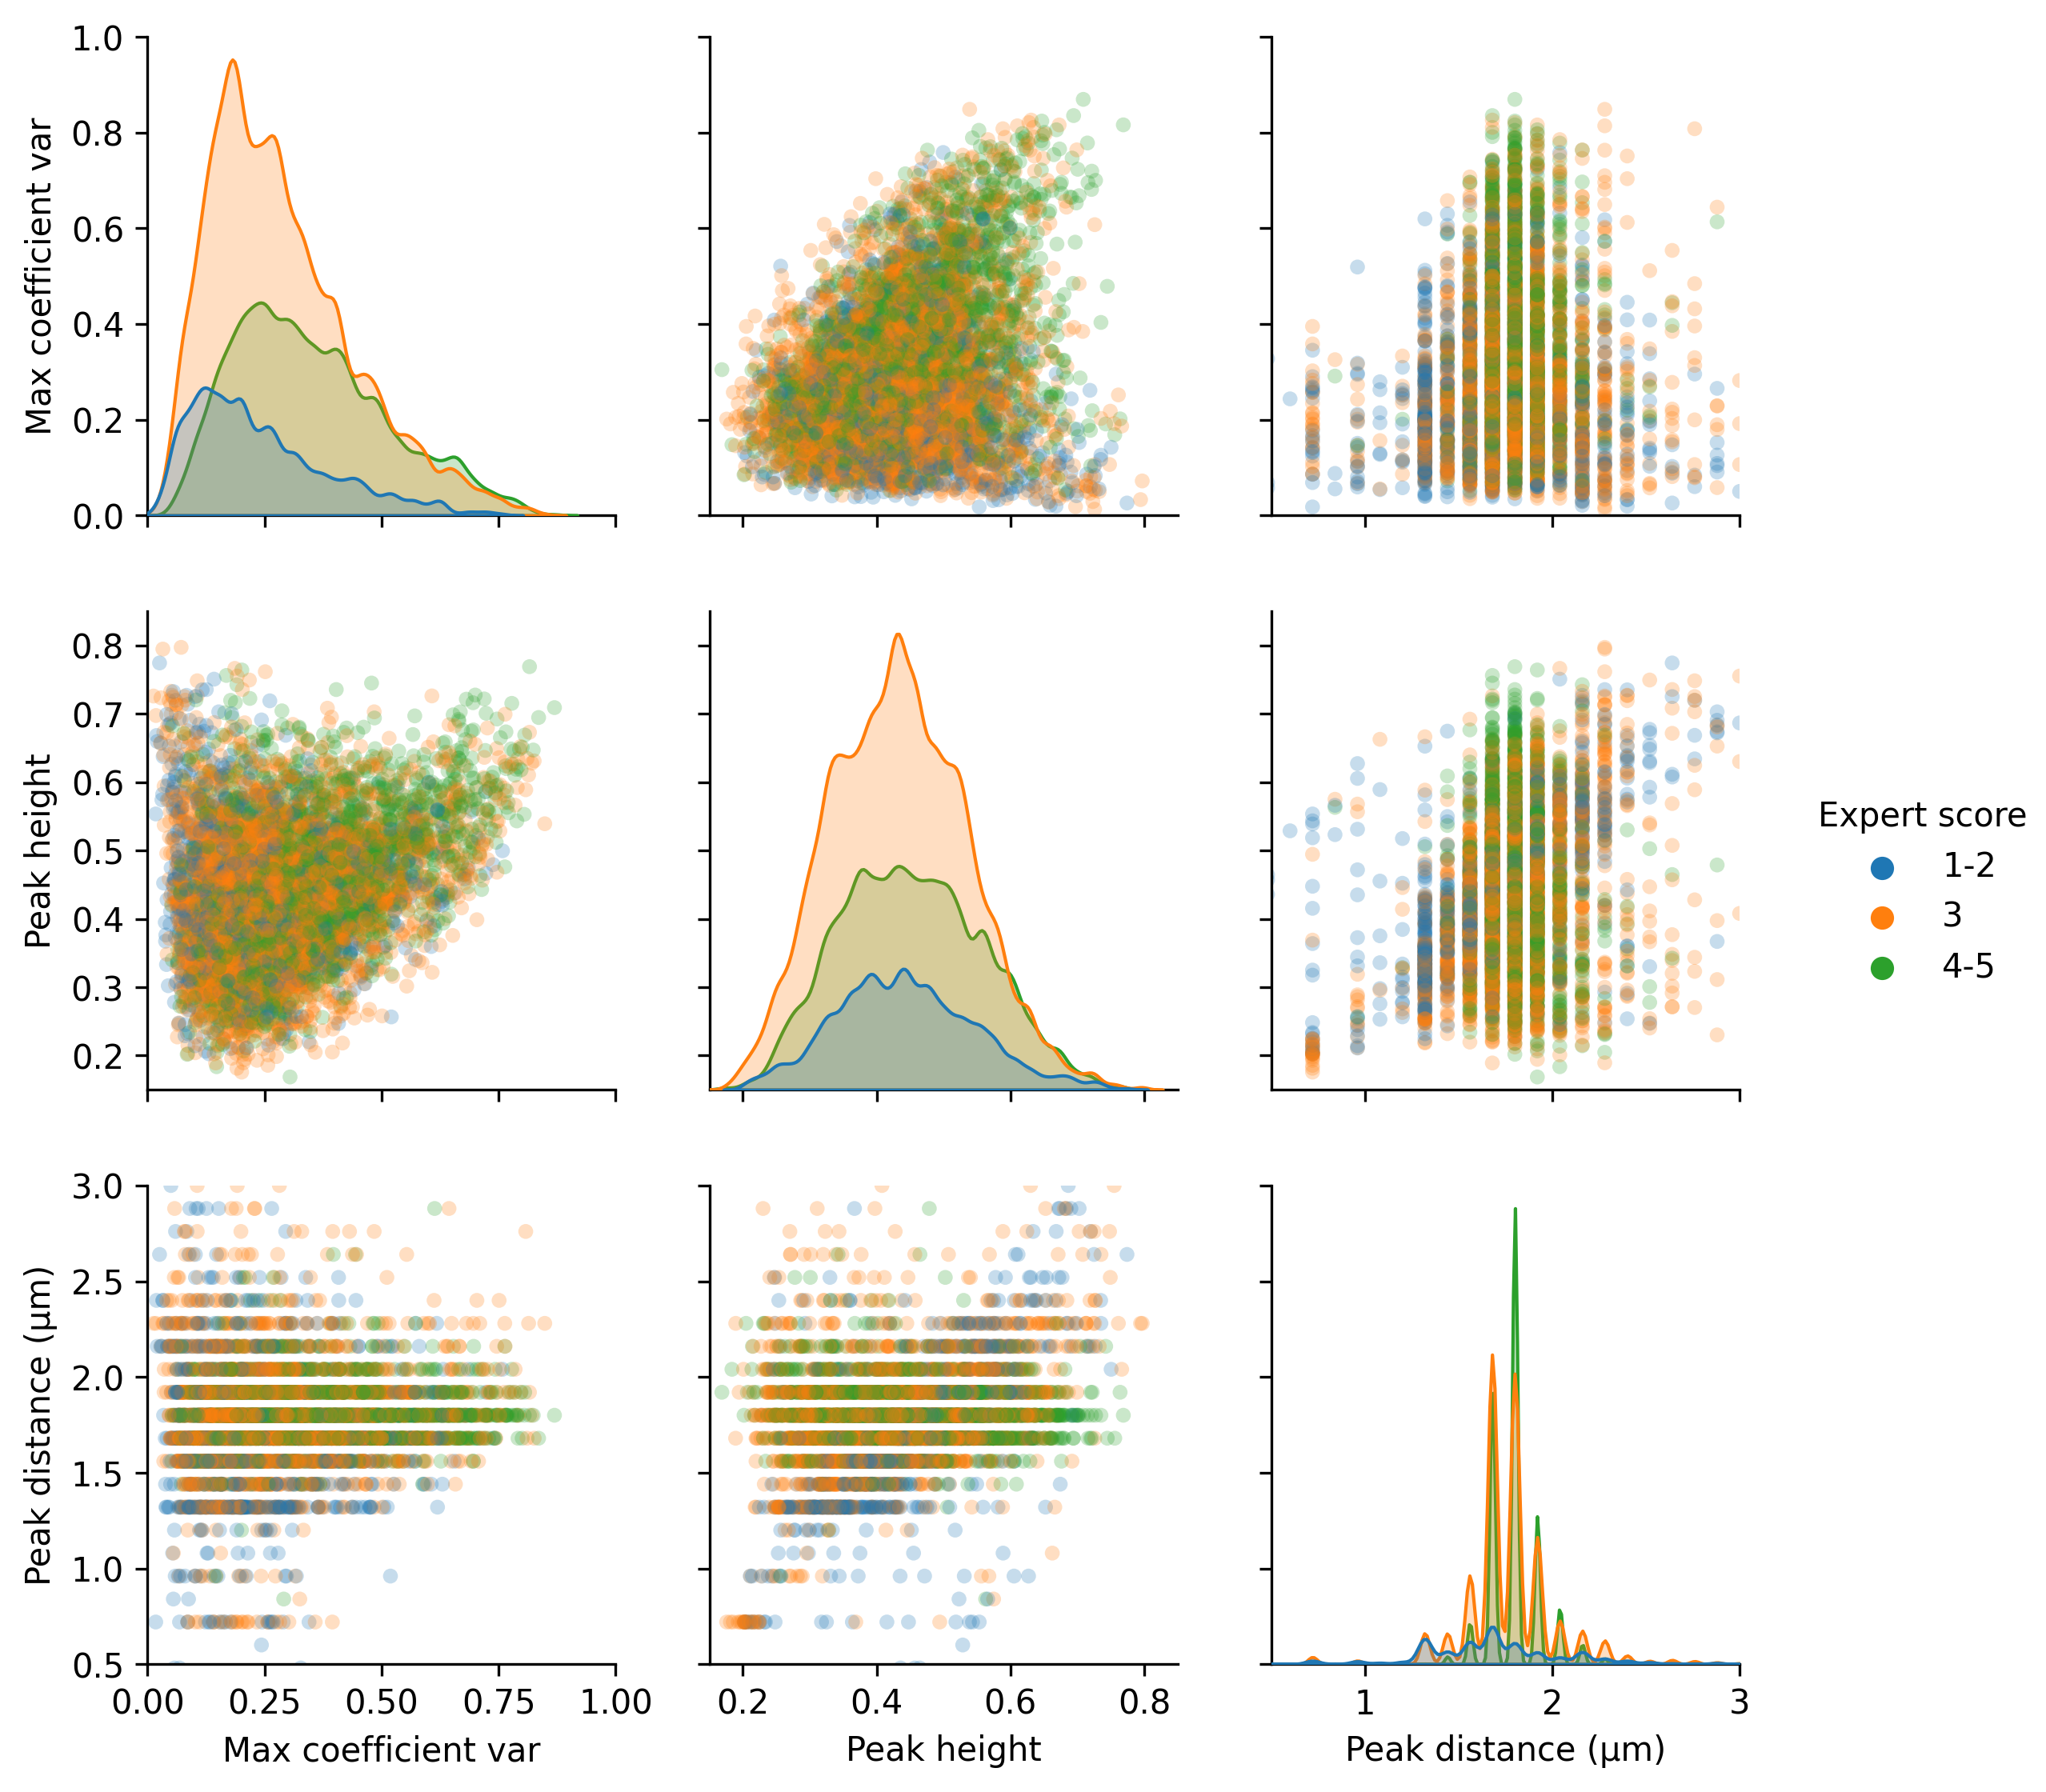 1.0
0.8
0.6
0.4
0.2
0.0
Max coefficient var
0.8
0.7
0.6
0.5
0.4
0.3
0.2
Peak height
Expert score
1-2
3
4-5
3.0
2.5
2.0
1.5
1.0
0.5
Peak distance (µm)
0.00 0.25 0.50 0.75 1.00
Max coefficient var
0.2 0.4 0.6 0.8
Peak height
1 2 3
Peak distance (µm)